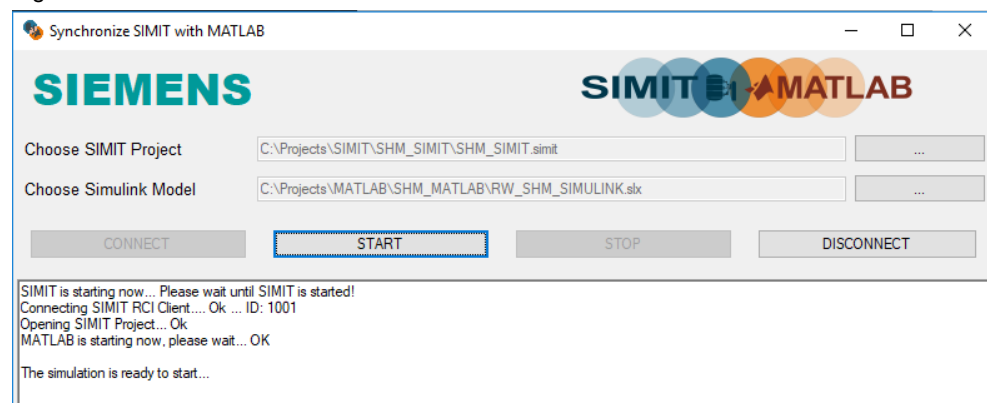 Synchronize SIMIT with MATLAB
SIEMENS
SIMIT MATLAB
Choose SIMIT Project C:\Projects\SIMIT\SHM_SIMIT\SHM_SIMIT.simit ...
Choose Simulink Model C:\Projects\MATLAB\SHM_MATLAB\RW_SHM_SIMULINK.slx ...
CONNECT START STOP DISCONNECT
SIMIT is starting now... Please wait until SIMIT is started!
Connecting SIMIT RCI Client.... Ok ... ID: 1001
Opening SIMIT Project... Ok
MATLAB is starting now, please wait... OK
The simulation is ready to start...